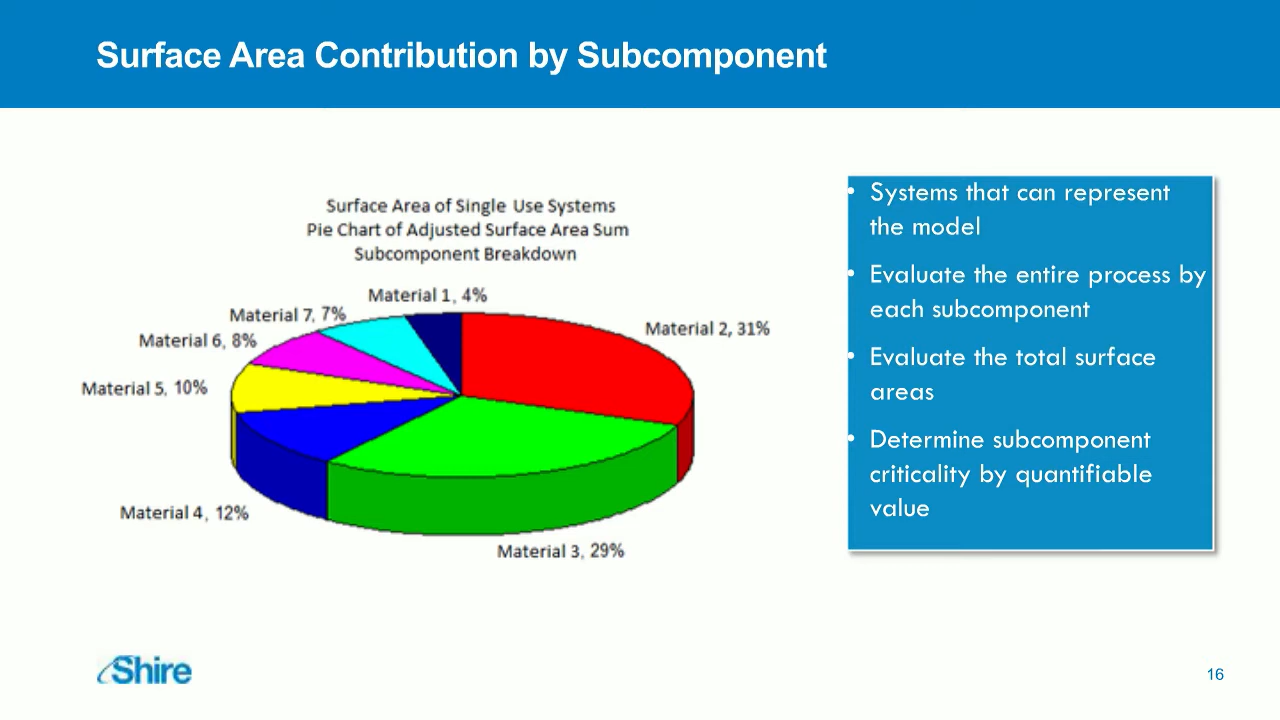 Surface Area Contribution by Subcomponent
Surface Area of Single Use Systems
Pie Chart of Adjusted Surface Area Sum
Subcomponent Breakdown
Material 1, 4%
Material 7, 7%
Material 2, 31%
Material 6, 8%
Material 5, 10%
Material 4, 12%
Material 3, 29%
• Systems that can represent
the model
• Evaluate the entire process by
each subcomponent
• Evaluate the total surface
areas
• Determine subcomponent
criticality by quantifiable
value
Shire
16